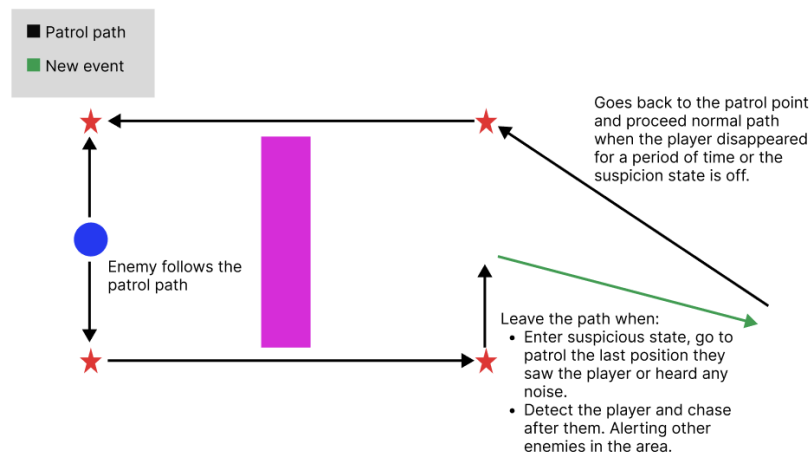 Patrol path
New event
Goes back to the patrol point
and proceed normal path
when the player disappeared
for a period of time or the
suspicion state is off.
Enemy follows the
patrol path
Leave the path when:
• Enter suspicious state, go to
patrol the last position they
saw the player or heard any
noise.
• Detect the player and chase
after them. Alerting other
enemies in the area.